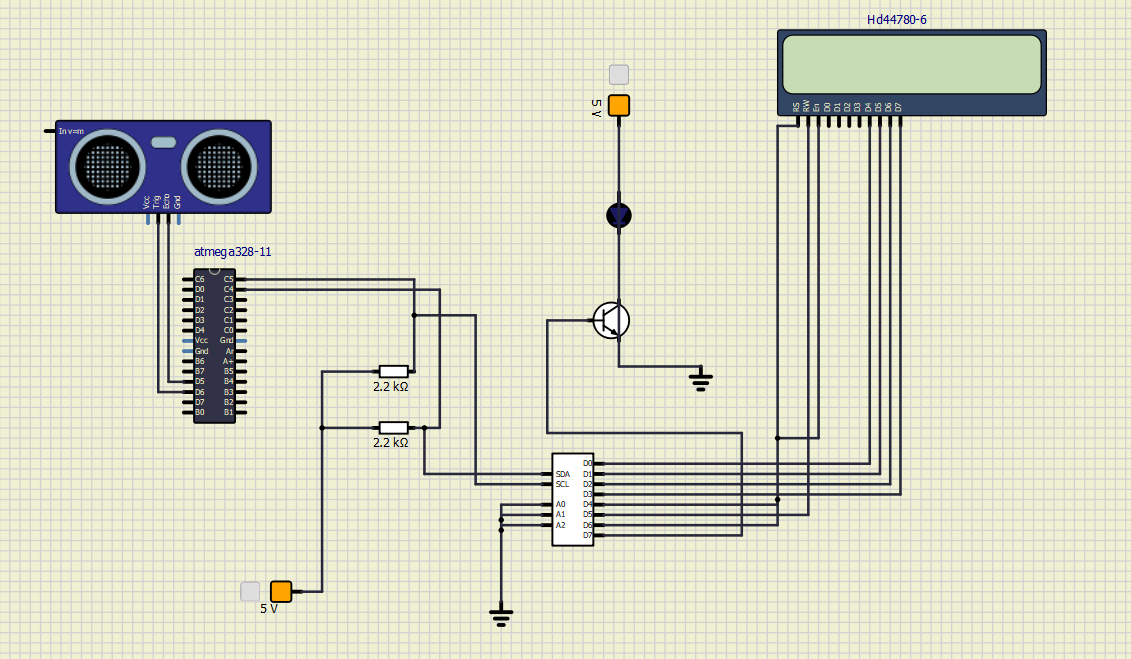 Hd44780-6
5 V
RS RW En D0 D1 D2 D3 D4 D5 D6 D7
In v=m
Vcc Trig Echo Gnd
atmega328-11
C6 C5
D0 C4
D1 C3
D2 C2
D3 C1
D4 C0
Vcc Gnd
Gnd Ar
B6 A+
B7 B5
D5 B4
D6 B3
D7 B2
B0 B1
2.2 kΩ
2.2 kΩ
D0
SDA D1
SCL D2
D3
A0 D4
A1 D5
A2 D6
D7
5 V